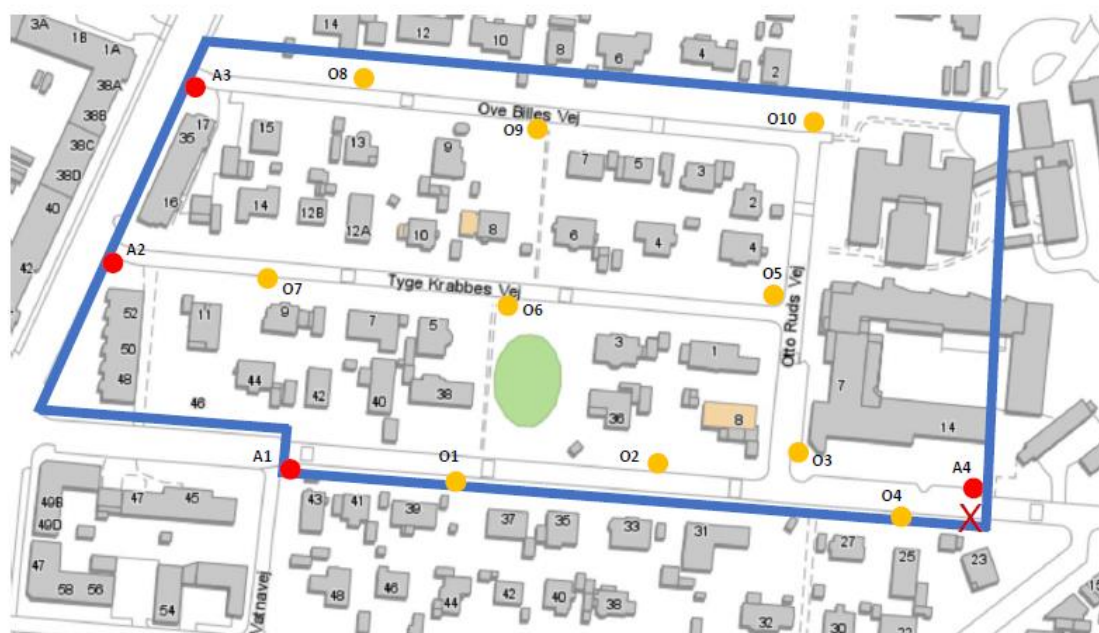 3A 1B 1A
14 12 10 8 6 4 2
38A
38B
38C
38D
40
42
A3 O8
Ove Billes Vej
O9 O10
17
35
16
15 13 9 7 5 3 2
14 12B 12A 10 8 6 4 4
A2
Tyge Krabbes Vej
O7 O6 O5
Otto Ruds Vej
52
50
48
11 9 7 5 3 1 7
44 42 40 38 36 8 14
46
A1 O1 O2 O3 O4 A4
X
49B
49D
47 45
43 41 39 37 35 33 31 27 25 23
47
58 56
54
Vatnavej
48 46 44 42 40 38 32 30